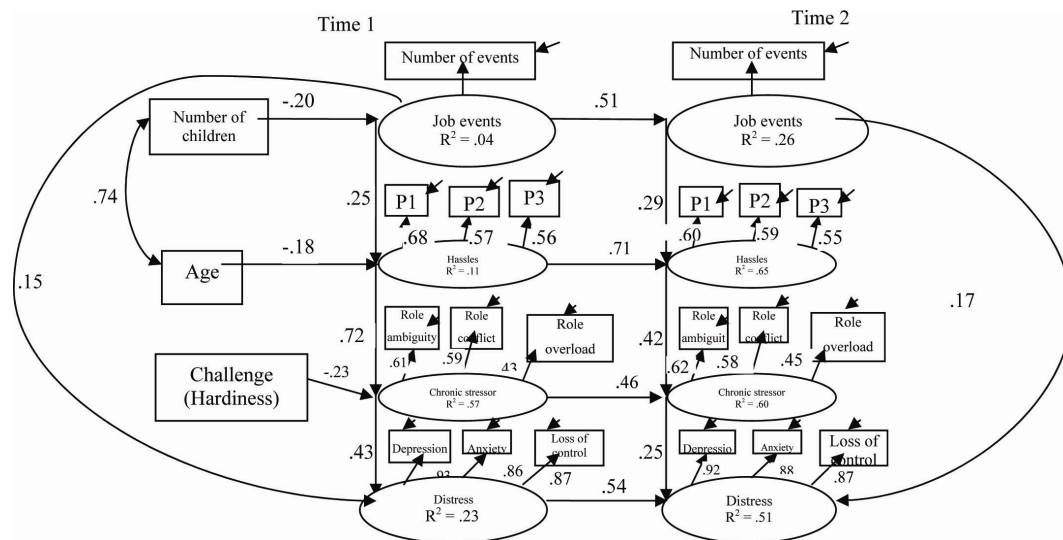 Time 1
Time 2
Number of events
Number of events
-.20
.51
Number of
children
Job events
R² = .04
Job events
R² = .26
.74
.25
P1
P2
P3
.29
P1
P2
P3
.68
.57
.56
.60
.59
.55
-.18
Age
Hassles
R² = .11
.71
Hassles
R² = .65
.15
.17
Role
ambiguity
Role
conflict
Role
overload
Role
ambiguit
Role
conflict
Role
overload
.72
.42
.61
.59
.43
.62
.58
.45
Challenge
(Hardiness)
-.23
Chronic stressor
R² = .57
.46
Chronic stressor
R² = .60
Depression
Anxiety
Loss of
control
Depressio
Anxiety
Loss of
control
.43
.25
.93
.86
.87
.92
.88
.87
.54
Distress
R² = .23
Distress
R² = .51